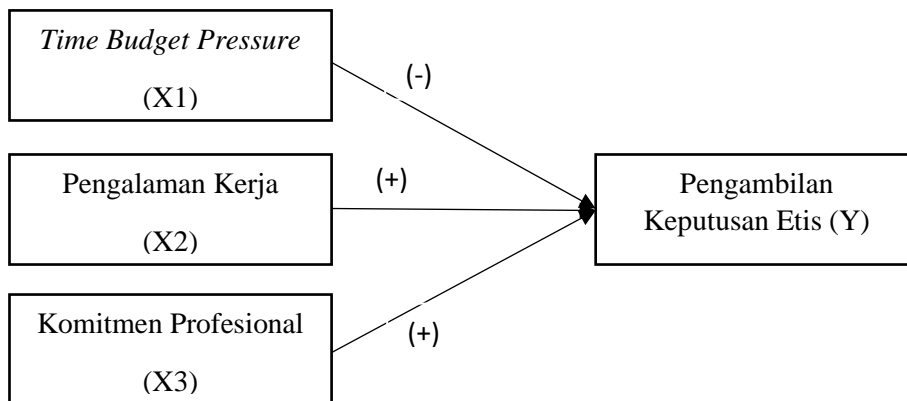 Time Budget Pressure
(X1)
(-)
Pengalaman Kerja
(X2)
(+)
Pengambilan
Keputusan Etis (Y)
Komitmen Profesional
(X3)
(+)